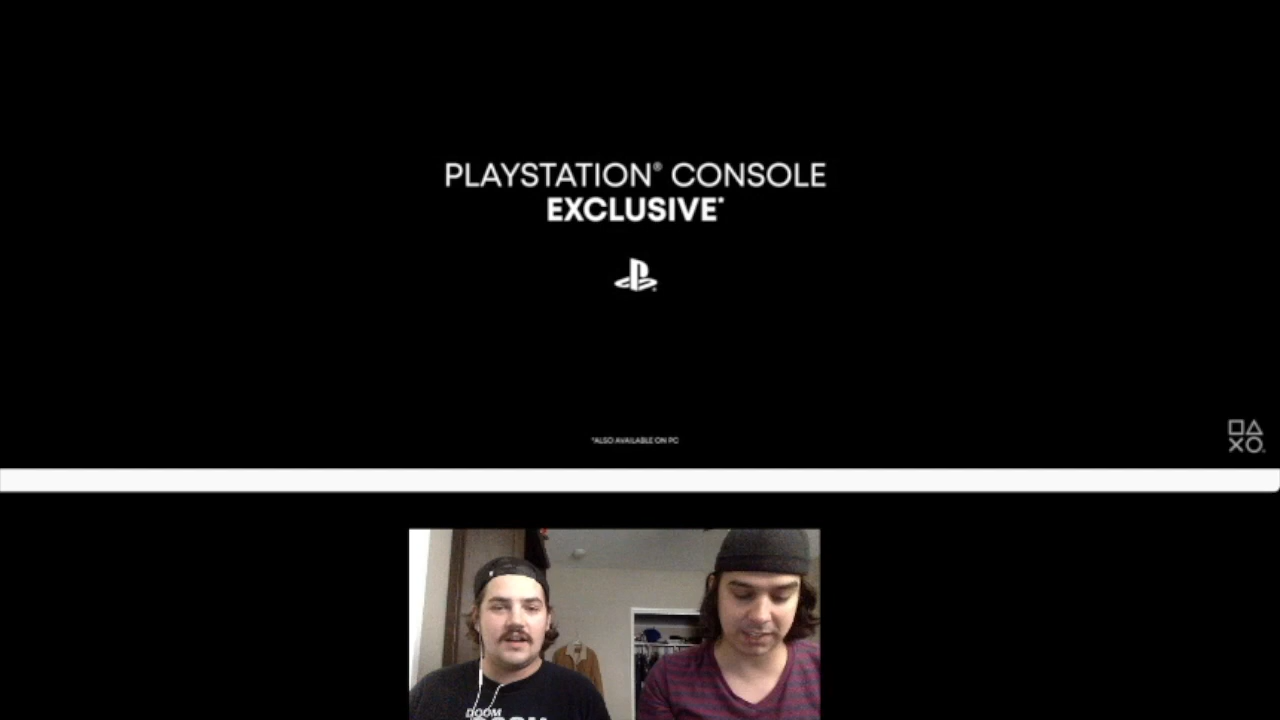 PLAYSTATION® CONSOLE
EXCLUSIVE*
*ALSO AVAILABLE ON PC
DOOM